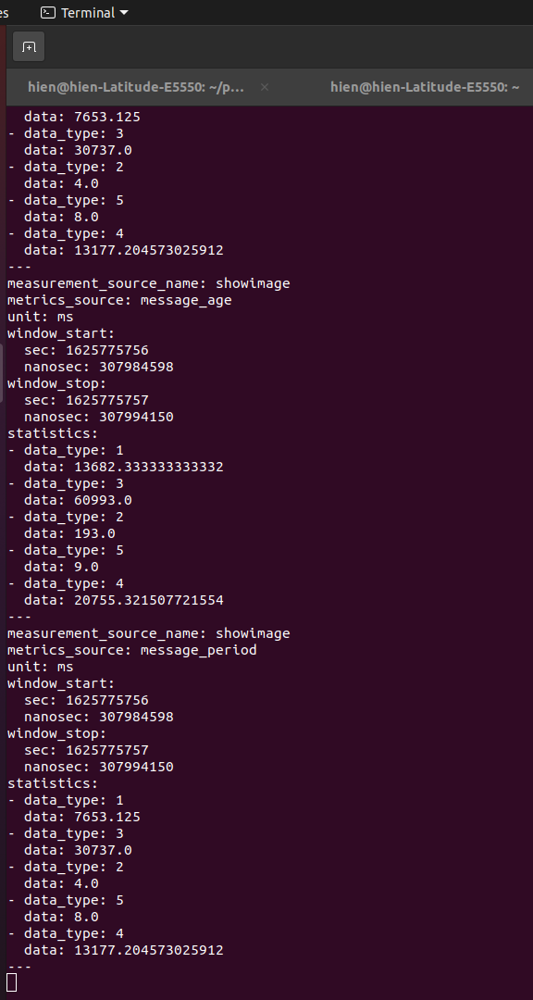 es Terminal
hien@hien-Latitude-E5550: ~/p... × hien@hien-Latitude-E5550: ~
  data: 7653.125
- data_type: 3
  data: 30737.0
- data_type: 2
  data: 4.0
- data_type: 5
  data: 8.0
- data_type: 4
  data: 13177.204573025912
---
measurement_source_name: showimage
metrics_source: message_age
unit: ms
window_start:
  sec: 1625775756
  nanosec: 307984598
window_stop:
  sec: 1625775757
  nanosec: 307994150
statistics:
- data_type: 1
  data: 13682.333333333332
- data_type: 3
  data: 60993.0
- data_type: 2
  data: 193.0
- data_type: 5
  data: 9.0
- data_type: 4
  data: 20755.321507721554
---
measurement_source_name: showimage
metrics_source: message_period
unit: ms
window_start:
  sec: 1625775756
  nanosec: 307984598
window_stop:
  sec: 1625775757
  nanosec: 307994150
statistics:
- data_type: 1
  data: 7653.125
- data_type: 3
  data: 30737.0
- data_type: 2
  data: 4.0
- data_type: 5
  data: 8.0
- data_type: 4
  data: 13177.204573025912
---